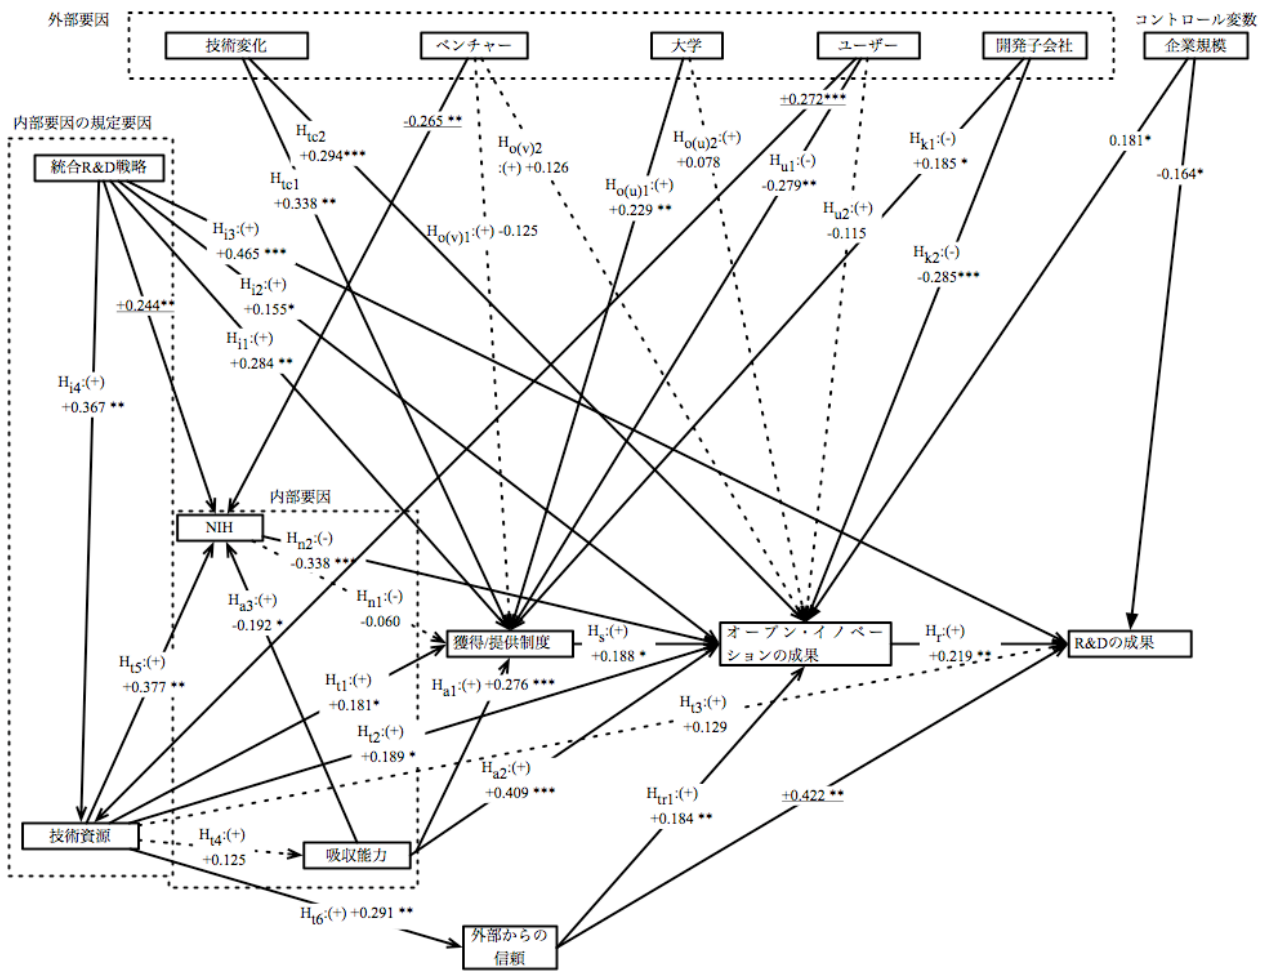 外部要因
コントロール変数
技術変化
ベンチャー
大学
ユーザー
開発子会社
企業規模
内部要因の規定要因
統合R&D戦略
Htc2
+0.294***
Htc1
+0.338 **
-0.265 **
Ho(v)2
:(+) +0.126
Ho(v)1:(+) -0.125
Ho(u)2:(+)
+0.078
Ho(u)1:(+)
+0.229 **
+0.272***
Hu1:(-)
-0.279**
Hu2:(+)
-0.115
Hk1:(-)
+0.185 *
Hk2:(-)
-0.285***
0.181*
-0.164*
Hi3:(+)
+0.465 ***
Hi2:(+)
+0.155*
+0.244**
Hi1:(+)
+0.284 **
Hi4:(+)
+0.367 **
内部要因
NIH
Hn2:(-)
-0.338 ***
Hn1:(-)
-0.060
Ha3:(+)
-0.192 *
獲得/提供制度
Hs:(+)
+0.188 *
オープン・イノベー
ションの成果
Hr:(+)
+0.219 **
R&Dの成果
Ht5:(+)
+0.377 **
Ht1:(+)
+0.181*
Ha1:(+) +0.276 ***
Ht3:(+)
+0.129
Ht2:(+)
+0.189 *
Ha2:(+)
+0.409 ***
Htr1:(+)
+0.184 **
+0.422 **
技術資源
Ht4:(+)
+0.125
吸収能力
Ht6:(+) +0.291 **
外部からの
信頼